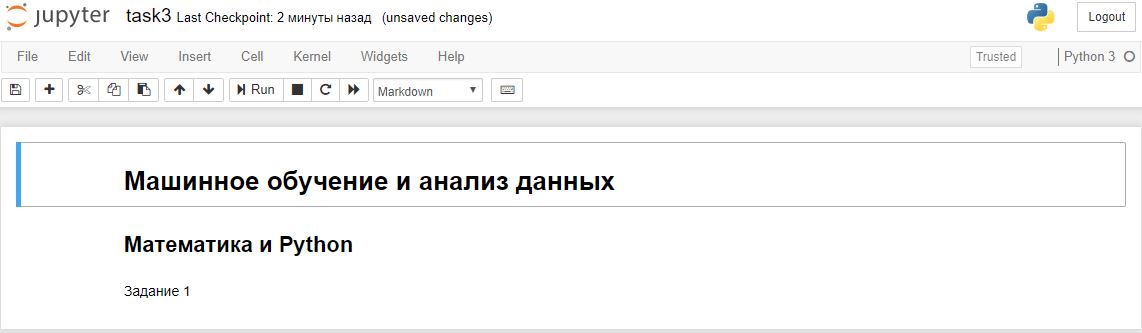 jupyter task3 Last Checkpoint: 2 минуты назад (unsaved changes) Logout
File Edit View Insert Cell Kernel Widgets Help Trusted Python 3
Run Markdown
Машинное обучение и анализ данных
Математика и Python
Задание 1